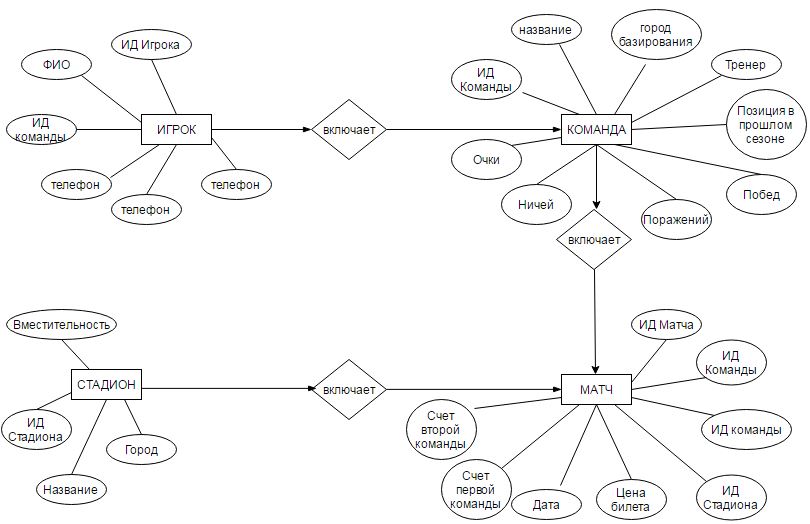 ИД Игрока
ФИО
ИД
команды
ИГРОК
телефон
телефон
телефон
включает
название
город
базирования
ИД
Команды
Тренер
Позиция в
прошлом
сезоне
КОМАНДА
Очки
Ничей
Поражений
Побед
включает
Вместительность
СТАДИОН
ИД
Стадиона
Город
Название
включает
ИД Матча
ИД
Команды
МАТЧ
Счет
второй
команды
ИД команды
Счет
первой
команды
Дата
Цена
билета
ИД
Стадиона